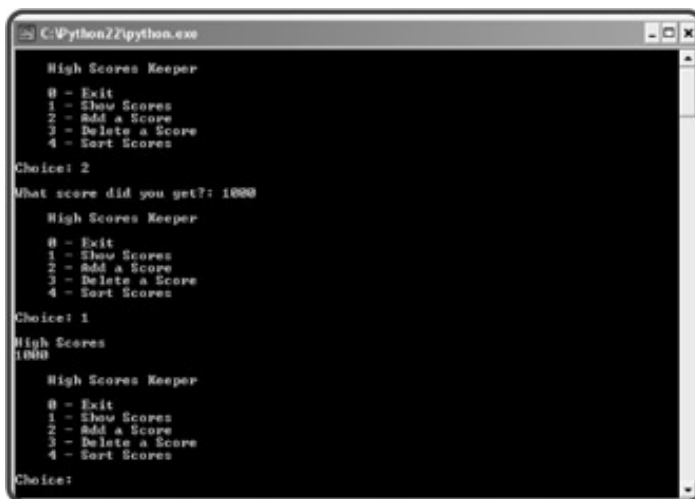 C:\Python22\python.exe
High Scores Keeper
0 - Exit
1 - Show Scores
2 - Add a Score
3 - Delete a Score
4 - Sort Scores
Choice: 2
What score did you get?: 1000
High Scores Keeper
0 - Exit
1 - Show Scores
2 - Add a Score
3 - Delete a Score
4 - Sort Scores
Choice: 1
High Scores
1000
High Scores Keeper
0 - Exit
1 - Show Scores
2 - Add a Score
3 - Delete a Score
4 - Sort Scores
Choice: